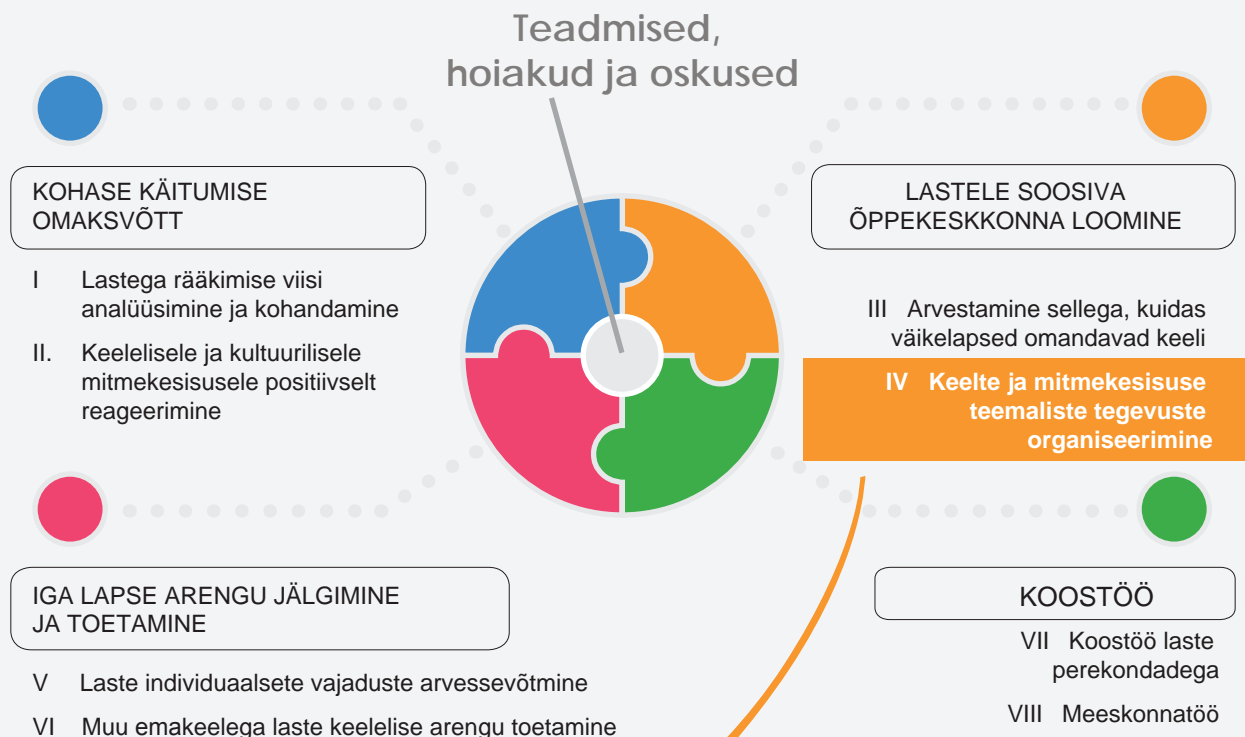 Teadmised,
hoiakud ja oskused
KOHASE KÄITUMISE
OMAKSVÕTT
I Lastega rääkimise viisi
analüüsimine ja kohandamine
II. Keelelisele ja kultuurilisele
mitmekesisusele positiivselt
reageerimine
LASTELE SOOSIVA
ÕPPEKESKKONNA LOOMINE
III Arvestamine sellega, kuidas
väikelapsed omandavad keeli
IV Keelte ja mitmekesisuse
teemaliste tegevuste
organiseerimine
IGA LAPSE ARENGU JÄLGIMINE
JA TOETAMINE
V Laste individuaalsete vajaduste arvessevõtmine
VI Muu emakeelega laste keelelise arengu toetamine
KOOSTÖÖ
VII Koostöö laste
perekondadega
VIII Meeskonnatöö